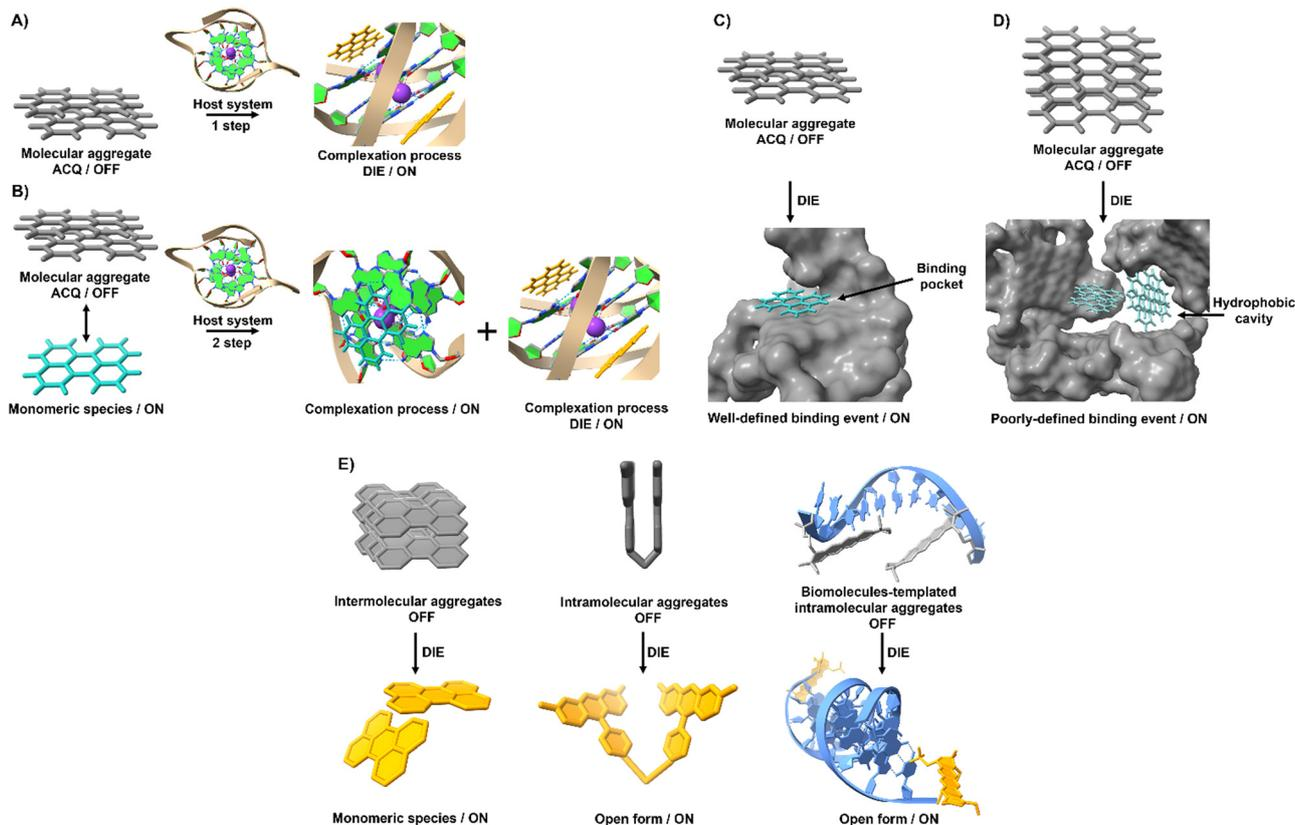 A)
Molecular aggregate
ACQ / OFF
Host system
1 step
Complexation process
DIE / ON
B)
Molecular aggregate
ACQ / OFF
Monomeric species / ON
Host system
2 step
Complexation process / ON
+
Complexation process
DIE / ON
C)
Molecular aggregate
ACQ / OFF
DIE
Binding
pocket
Well-defined binding event / ON
D)
Molecular aggregate
ACQ / OFF
DIE
Hydrophobic
cavity
Poorly-defined binding event / ON
E)
Intermolecular aggregates
OFF
DIE
Monomeric species / ON
Intramolecular aggregates
OFF
DIE
Open form / ON
Biomolecules-templated
intramolecular aggregates
OFF
DIE
Open form / ON